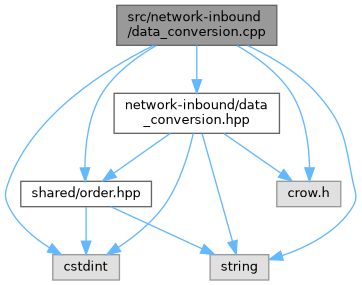 src/network-inbound
/data_conversion.cpp
network-inbound/data
_conversion.hpp
shared/order.hpp
crow.h
cstdint
string